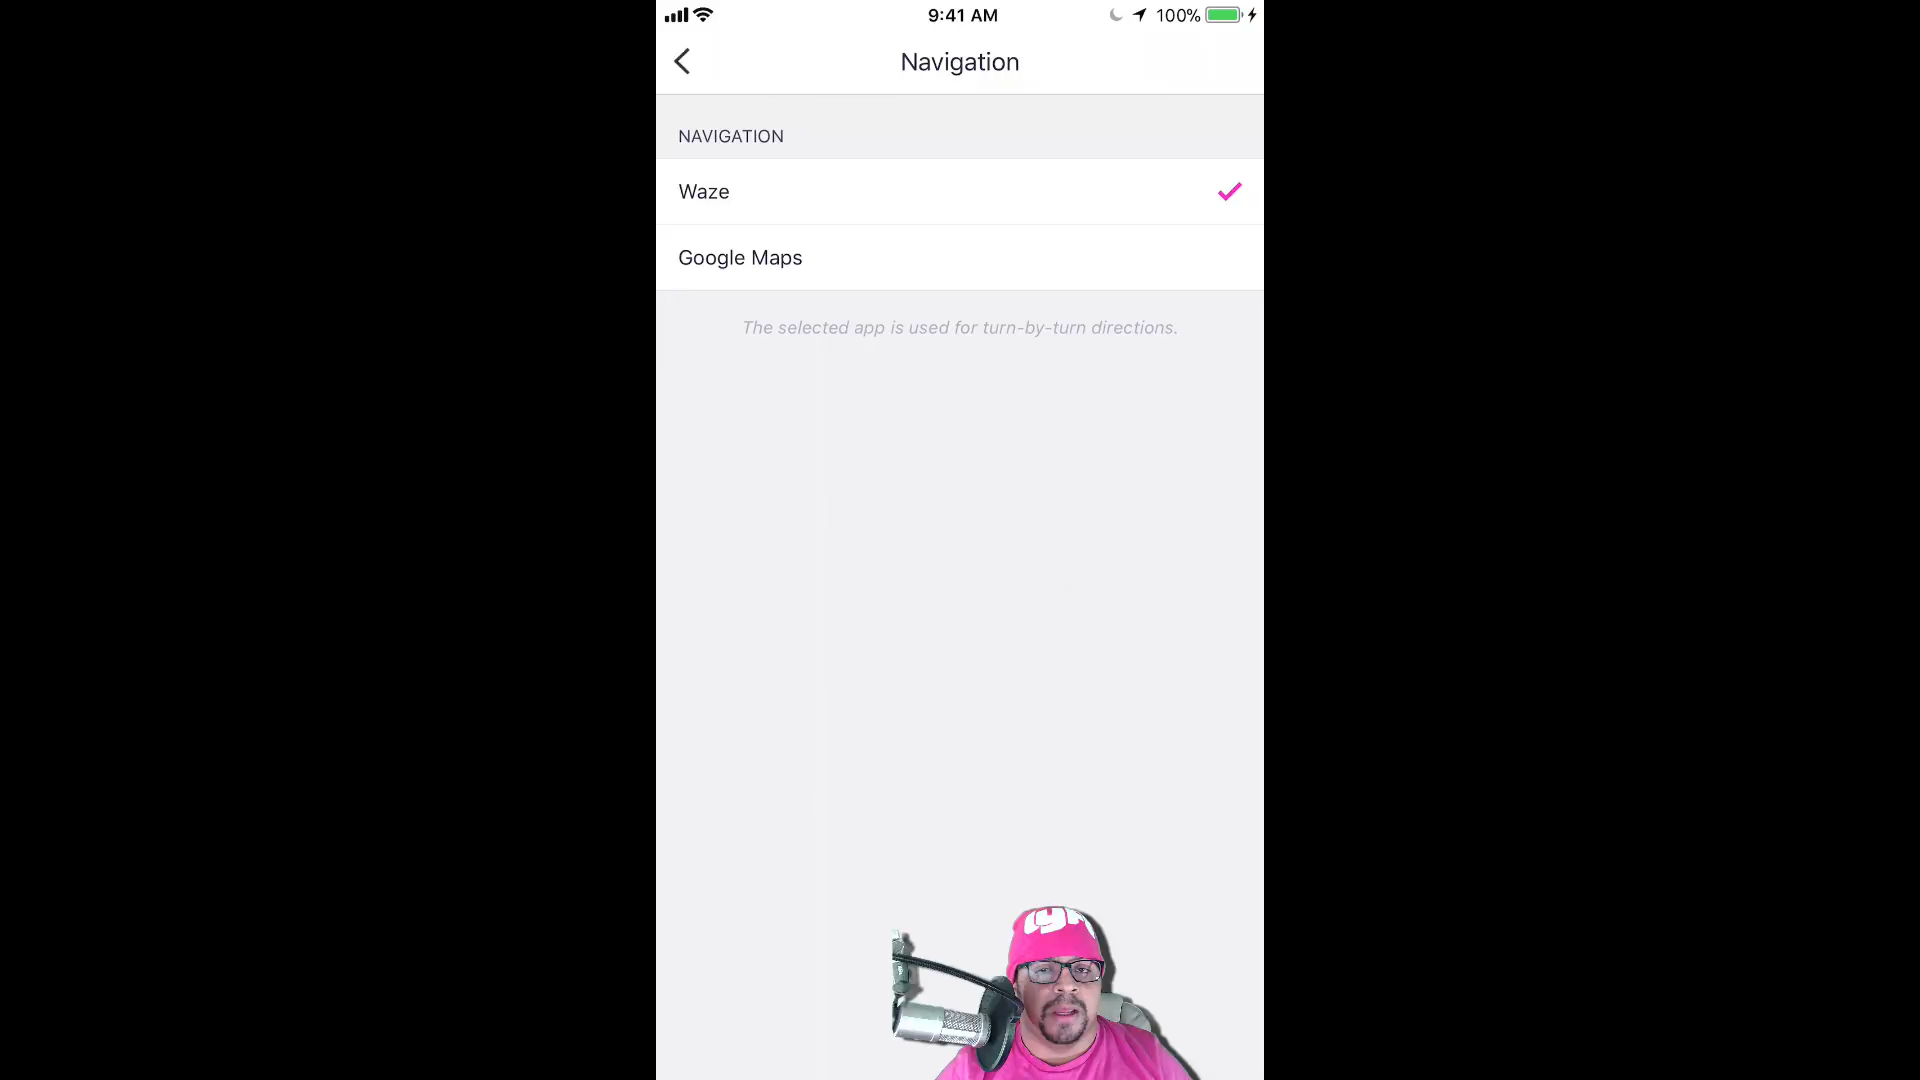 9:41 AM
100%
Navigation
NAVIGATION
Waze
Google Maps
The selected app is used for turn-by-turn directions.